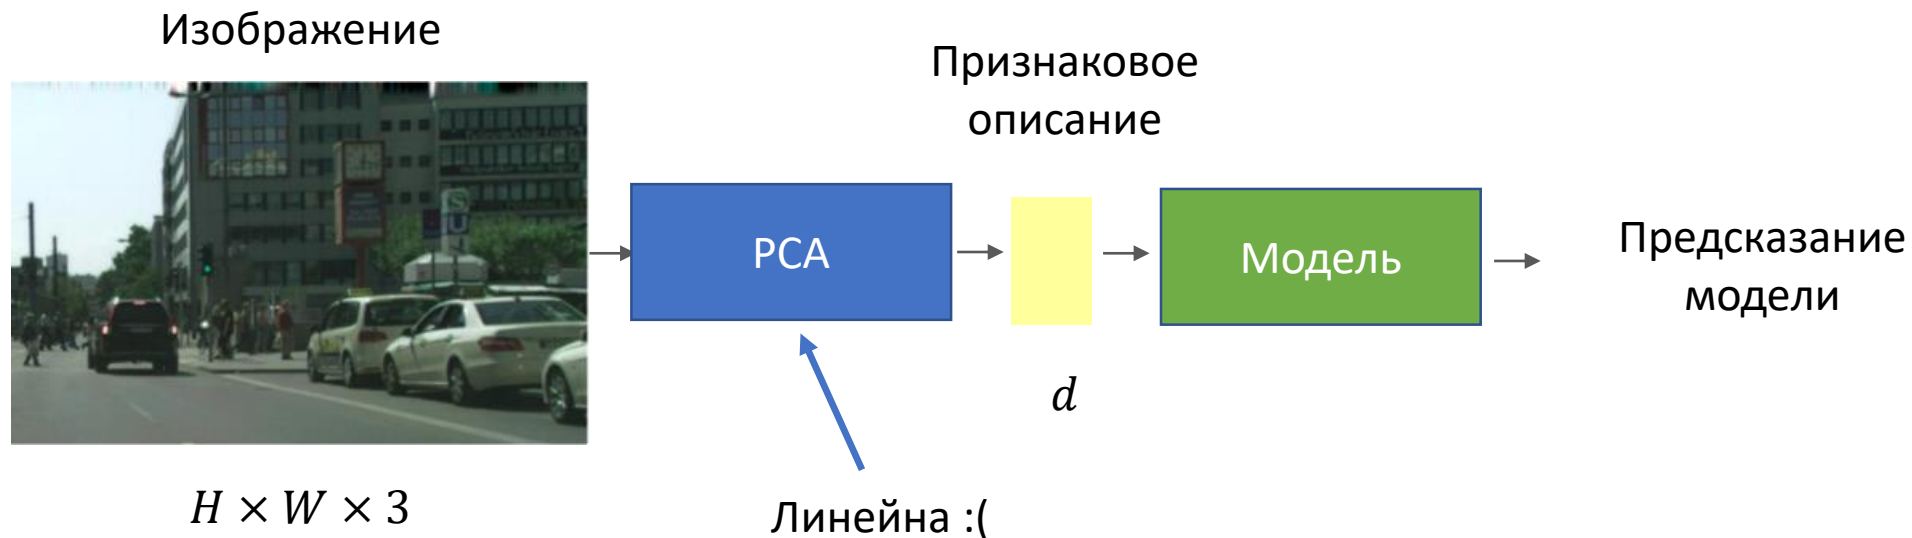 Изображение
Признаковое
описание
S
U
PCA
Модель
Предсказание
модели
d
H × W × 3
Линейна :(